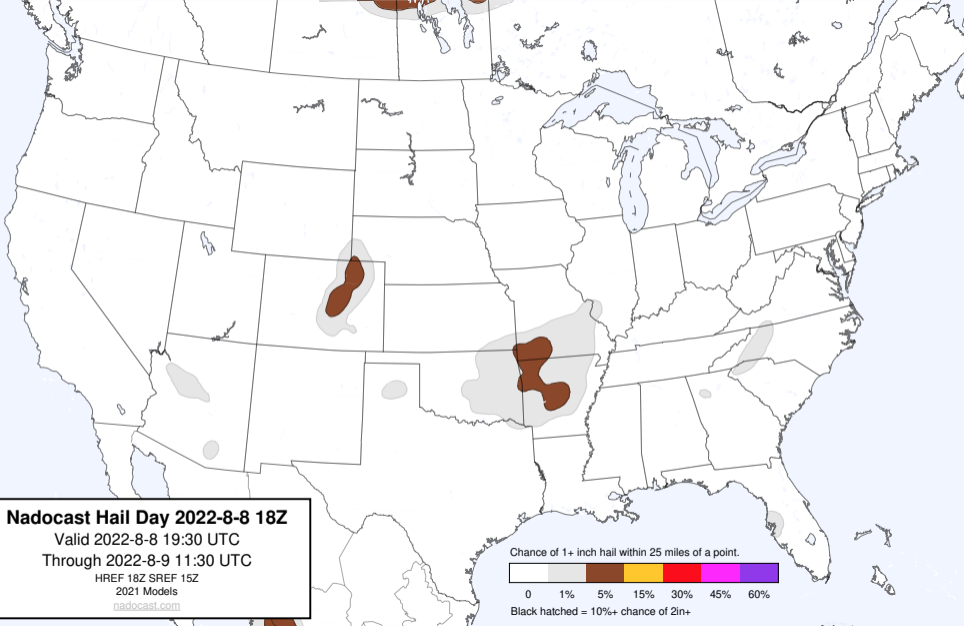 Nadocast Hail Day 2022-8-8 18Z
Valid 2022-8-8 19:30 UTC
Through 2022-8-9 11:30 UTC
HREF 18Z SREF 15Z
2021 Models
nadocast.com
Chance of 1+ inch hail within 25 miles of a point.
0 1% 5% 15% 30% 45% 60%
Black hatched = 10%+ chance of 2in+